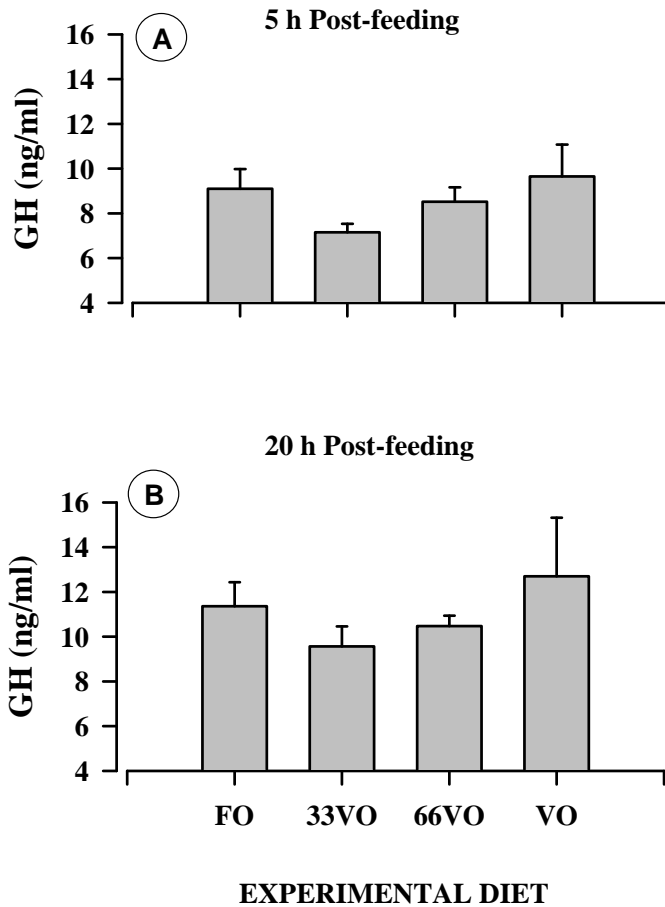 5 h Post-feeding
A
16
14
12
10
8
6
4
GH (ng/ml)
20 h Post-feeding
B
16
14
12
10
8
6
4
GH (ng/ml)
FO 33VO 66VO VO
EXPERIMENTAL DIET